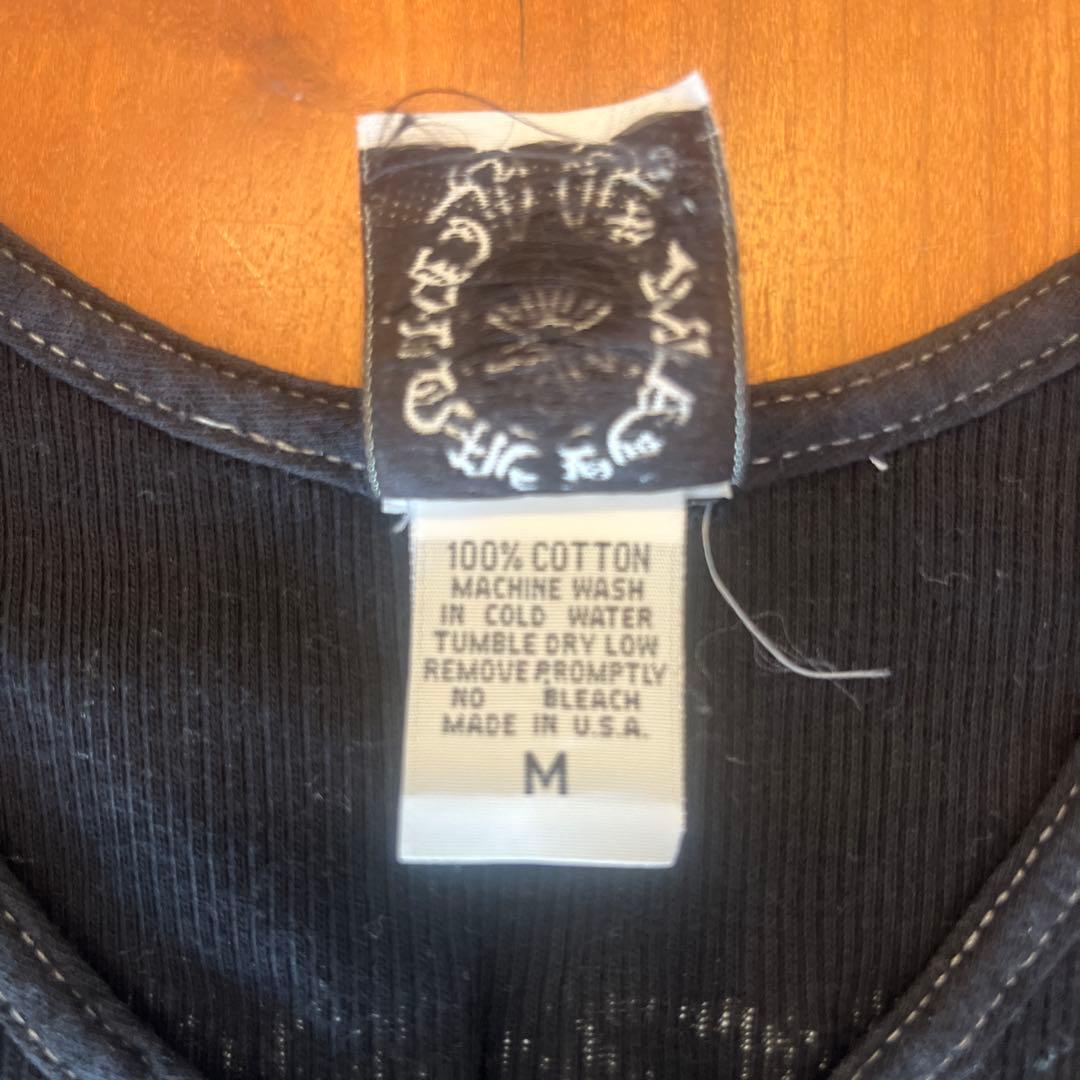 100% COTTON
MACHINE WASH
IN COLD WATER
TUMBLE DRY LOW
REMOVE PROMPTLY
NO BLEACH
MADE IN U.S.A.
M